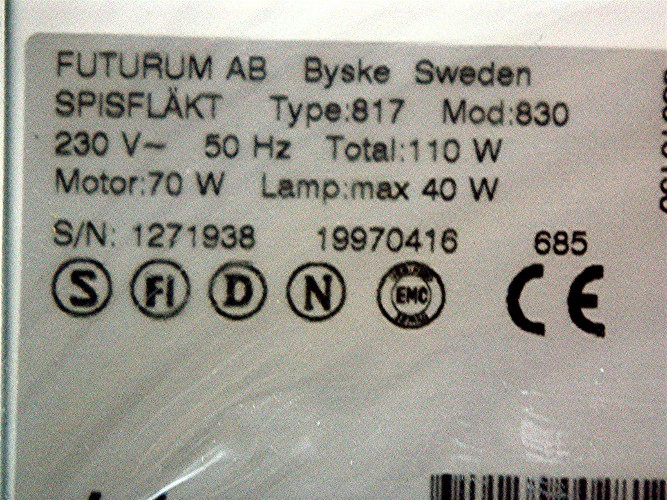 FUTURUM AB Byske Sweden
SPISFLÄKT Type:817 Mod:830
230 V~ 50 Hz Total:110 W
Motor:70 W Lamp:max 40 W
S/N: 1271938 19970416 685
S FI D N EMC CE